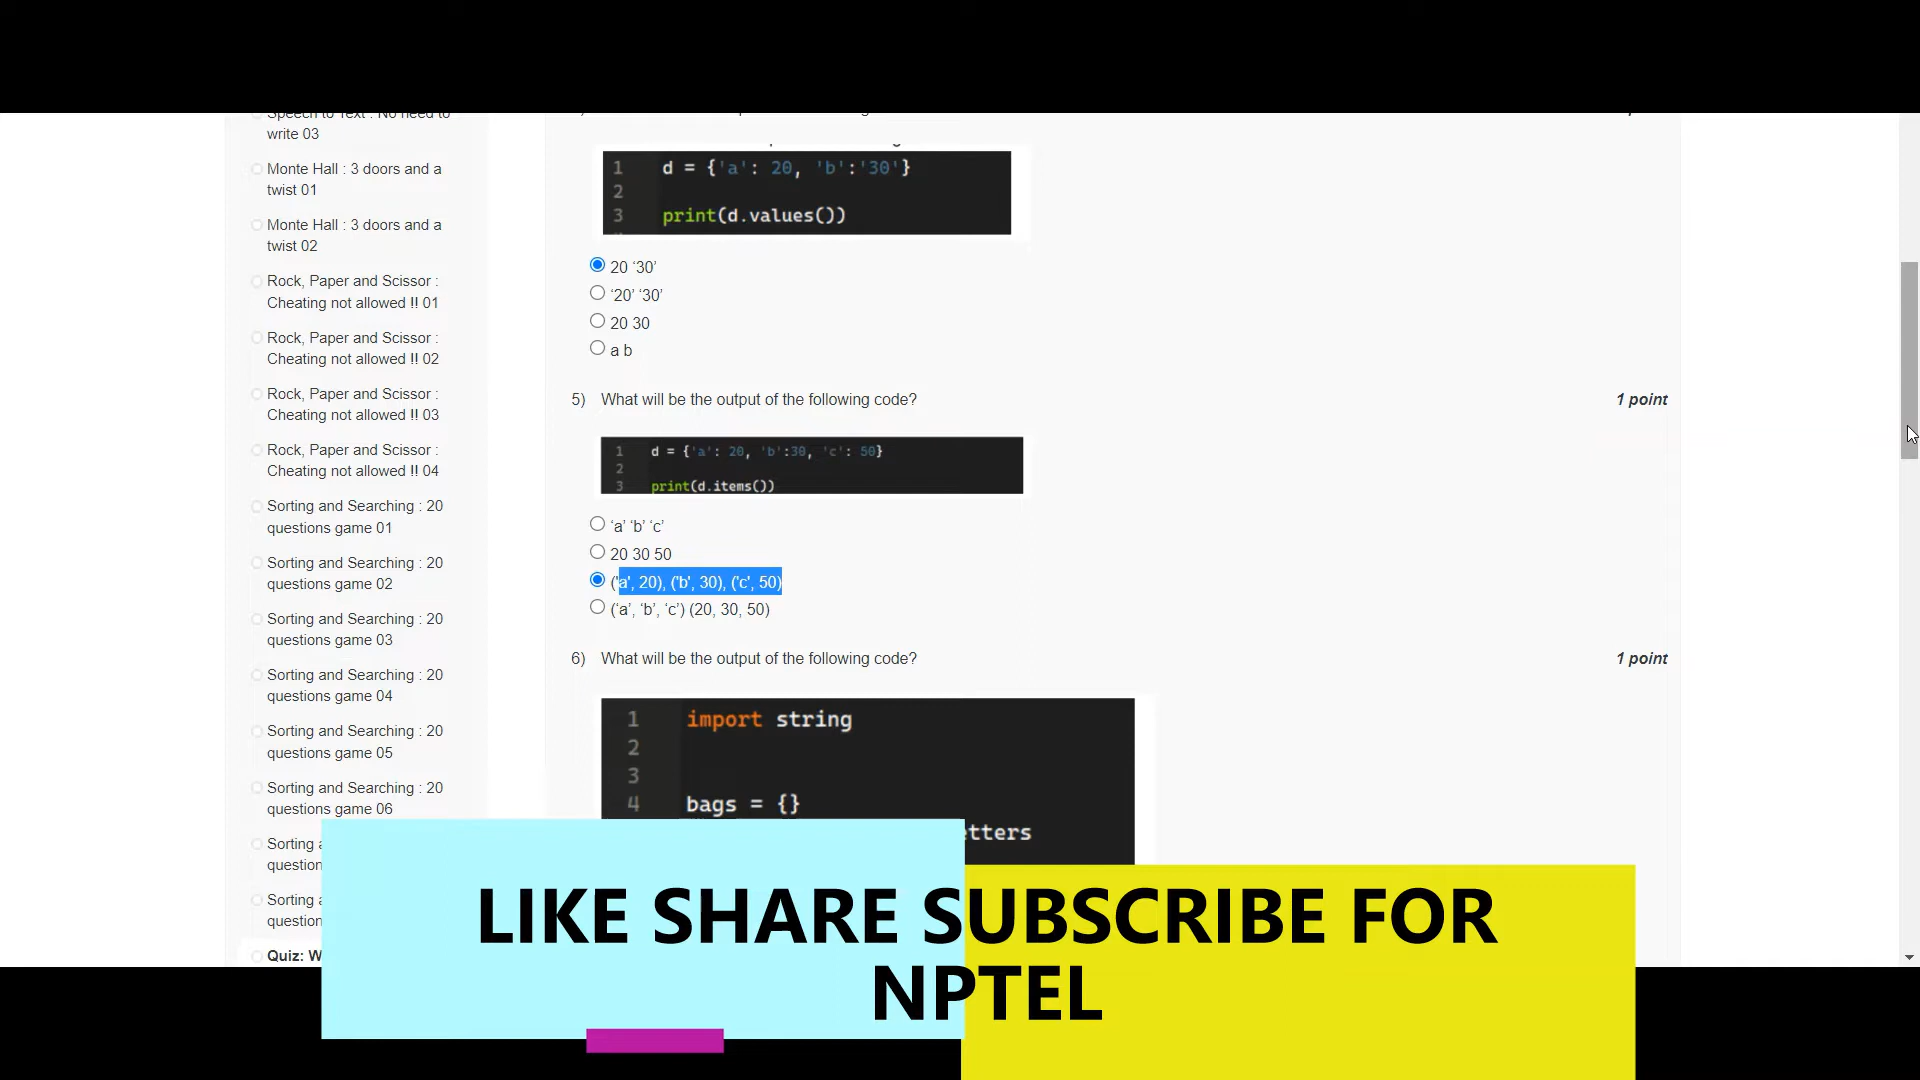 Speech to Text : No need to
write 03
Monte Hall : 3 doors and a
twist 01
Monte Hall : 3 doors and a
twist 02
Rock, Paper and Scissor :
Cheating not allowed !! 01
Rock, Paper and Scissor :
Cheating not allowed !! 02
Rock, Paper and Scissor :
Cheating not allowed !! 03
Rock, Paper and Scissor :
Cheating not allowed !! 04
Sorting and Searching : 20
questions game 01
Sorting and Searching : 20
questions game 02
Sorting and Searching : 20
questions game 03
Sorting and Searching : 20
questions game 04
Sorting and Searching : 20
questions game 05
Sorting and Searching : 20
questions game 06
Sorting
question
Sorting
question
Quiz: W
1 d = {'a': 20, 'b':'30'}
2
3 print(d.values())
20 ‘30’
‘20’ ‘30’
20 30
a b
5) What will be the output of the following code? 1 point
1 d = {'a': 20, 'b':30, 'c': 50}
2
3 print(d.items())
‘a’ ‘b’ ‘c’
20 30 50
('a', 20), ('b', 30), ('c', 50)
(‘a’, ‘b’, ‘c’) (20, 30, 50)
6) What will be the output of the following code? 1 point
1 import string
2
3
4 bags = {}
etters
LIKE SHARE SUBSCRIBE FOR
NPTEL